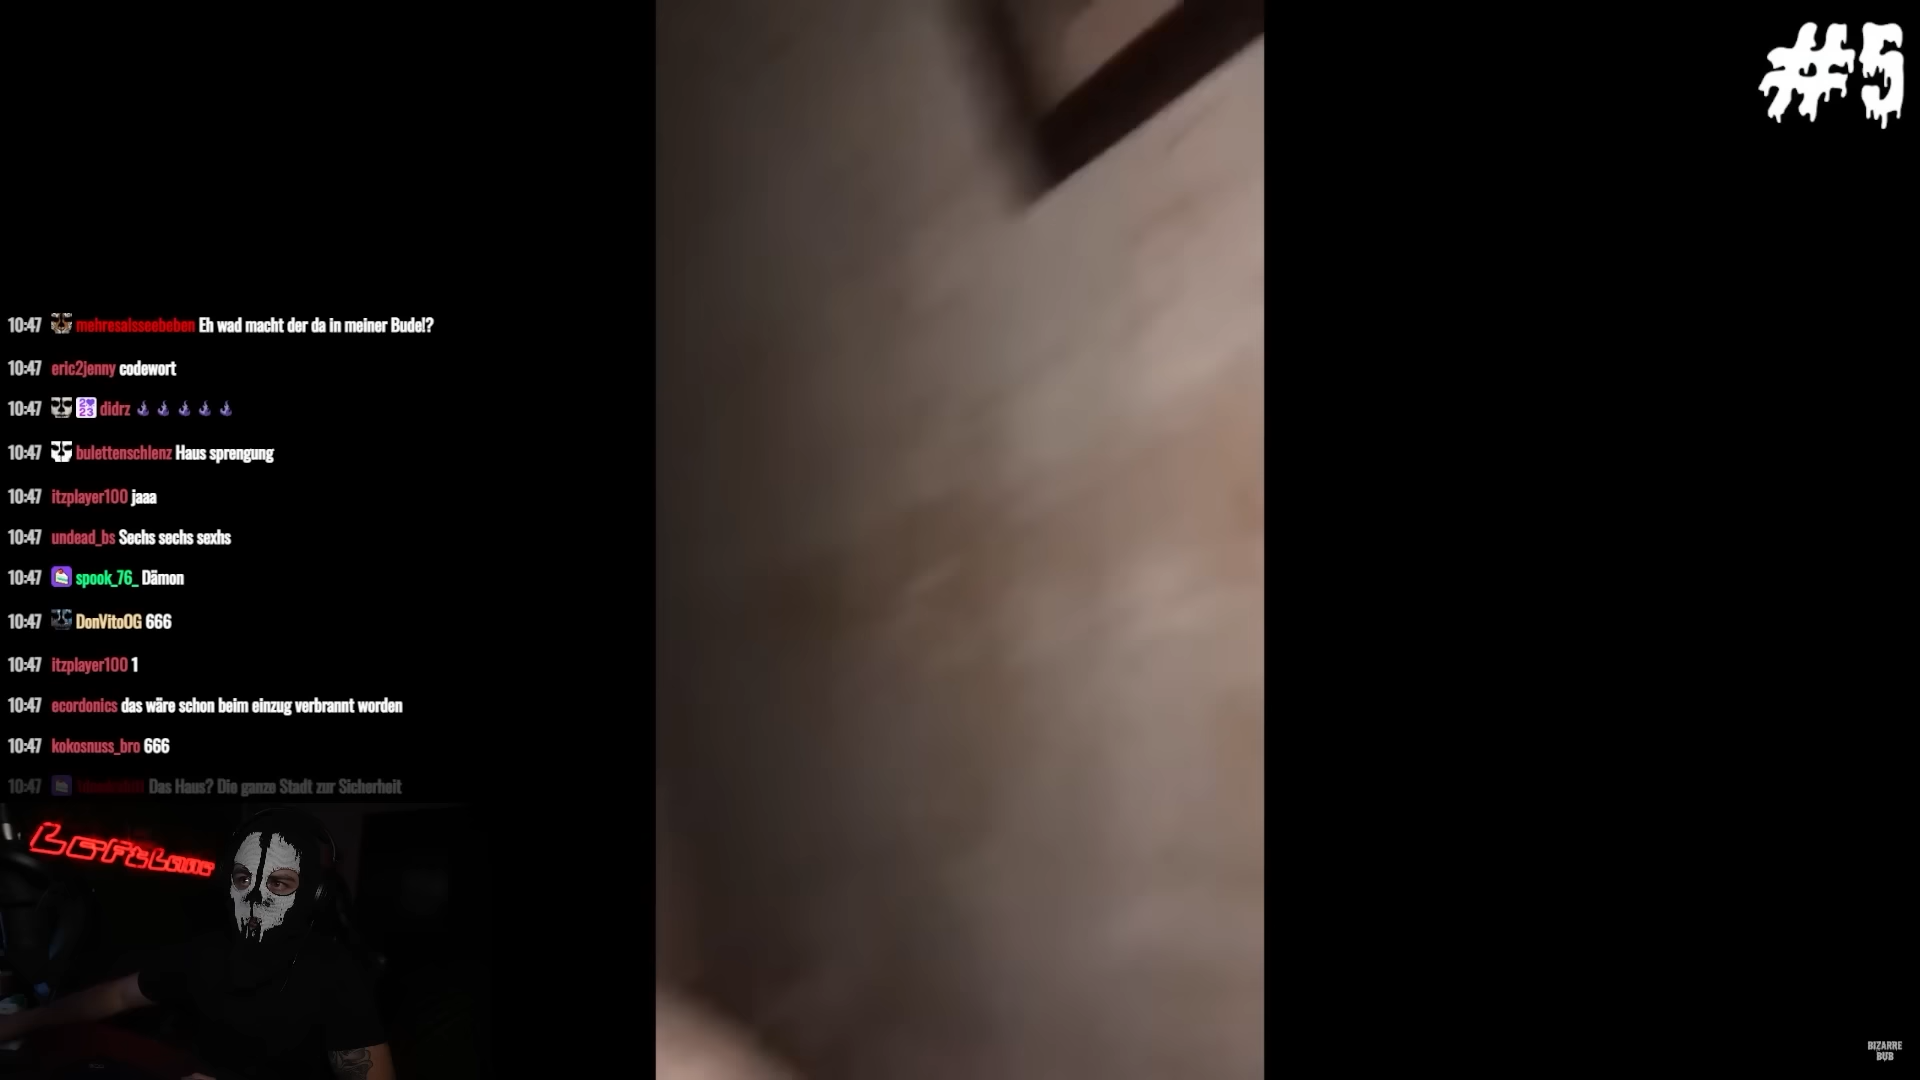 #5
10:47 mehresalsseebeben Eh wad macht der da in meiner Bude!?
10:47 eric2jenny codewort
10:47 2 23 didrz
10:47 bulettenschlenz Haus sprengung
10:47 itzplayer100 jaaa
10:47 undead_bs Sechs sechs sexhs
10:47 spook_76_ Dämon
10:47 DonVitoOG 666
10:47 itzplayer100 1
10:47 ecordonics das wäre schon beim einzug verbrannt worden
10:47 kokosnuss_bro 666
10:47 Das Haus? Die ganze Stadt zur Sicherheit
BIZARRE
BUB